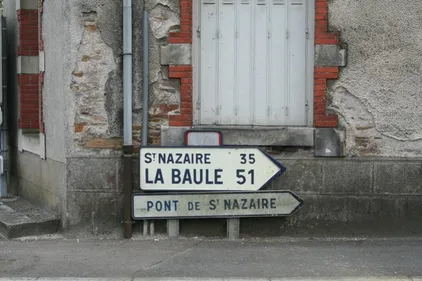 St NAZAIRE 35
LA BAULE 51
PONT DE St NAZAIRE